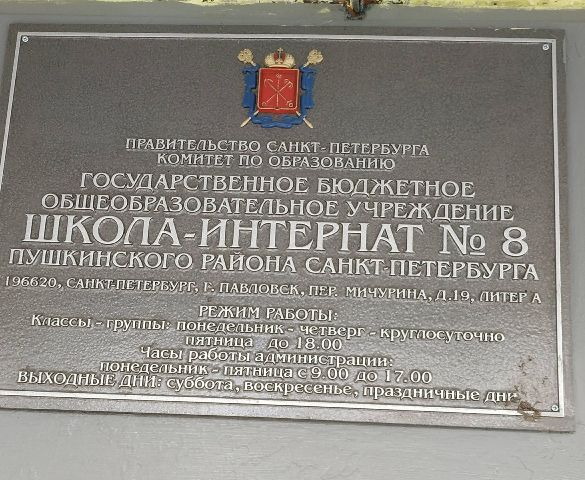 ПРАВИТЕЛЬСТВО САНКТ-ПЕТЕРБУРГА
КОМИТЕТ ПО ОБРАЗОВАНИЮ
ГОСУДАРСТВЕННОЕ БЮДЖЕТНОЕ
ОБЩЕОБРАЗОВАТЕЛЬНОЕ УЧРЕЖДЕНИЕ
ШКОЛА-ИНТЕРНАТ № 8
ПУШКИНСКОГО РАЙОНА САНКТ-ПЕТЕРБУРГА
196620, САНКТ-ПЕТЕРБУРГ, Г. ПАВЛОВСК, ПЕР. МИЧУРИНА, Д.19, ЛИТЕР А
РЕЖИМ РАБОТЫ:
Классы - группы: понедельник - четверг - круглосуточно
пятница до 18.00
Часы работы администрации:
понедельник - пятница с 9.00 до 17.00
ВЫХОДНЫЕ ДНИ: суббота, воскресенье, праздничные дни